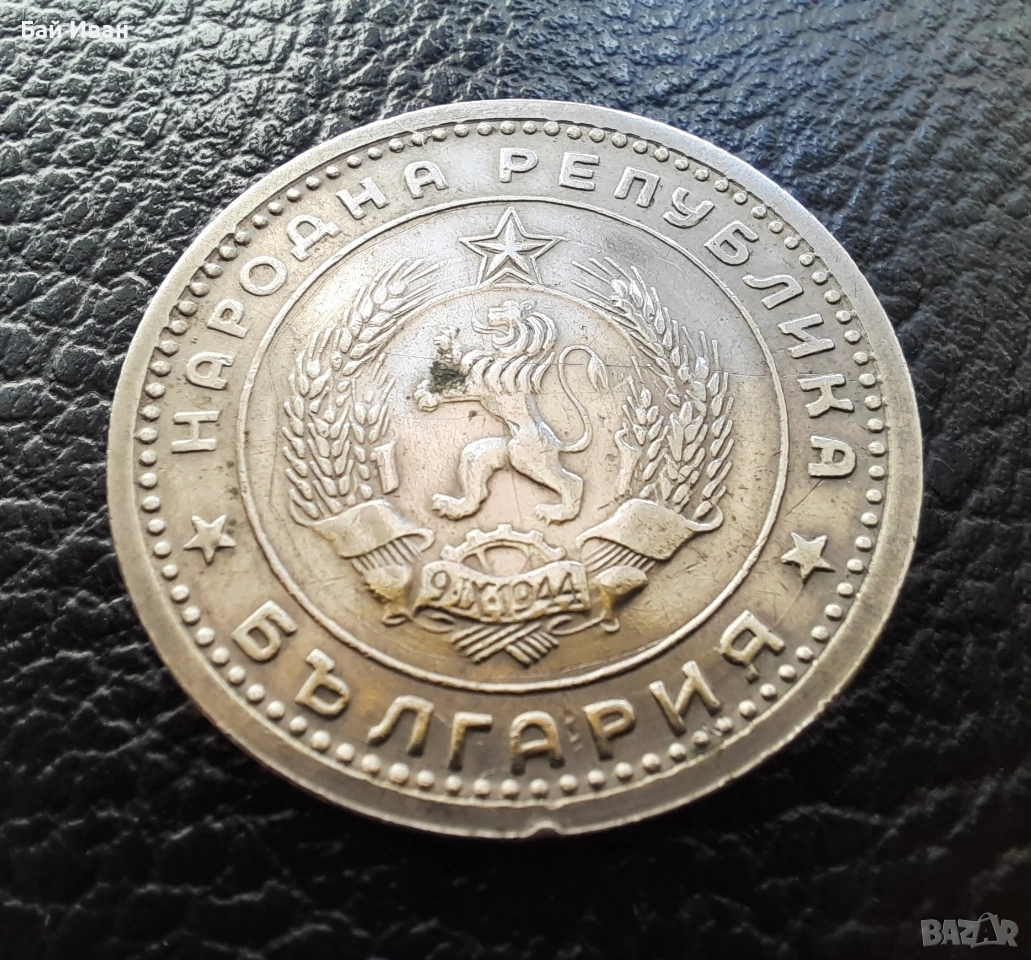 Бай Иван
НАРОДНА РЕПУБЛИКА
БЪЛГАРИЯ
9·IX·1944
BAZAR